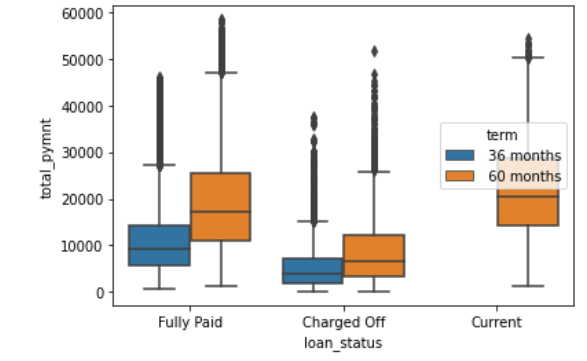 60000
50000
40000
30000
20000
10000
0
total_pymnt
term
36 months
60 months
Fully Paid
Charged Off
Current
loan_status